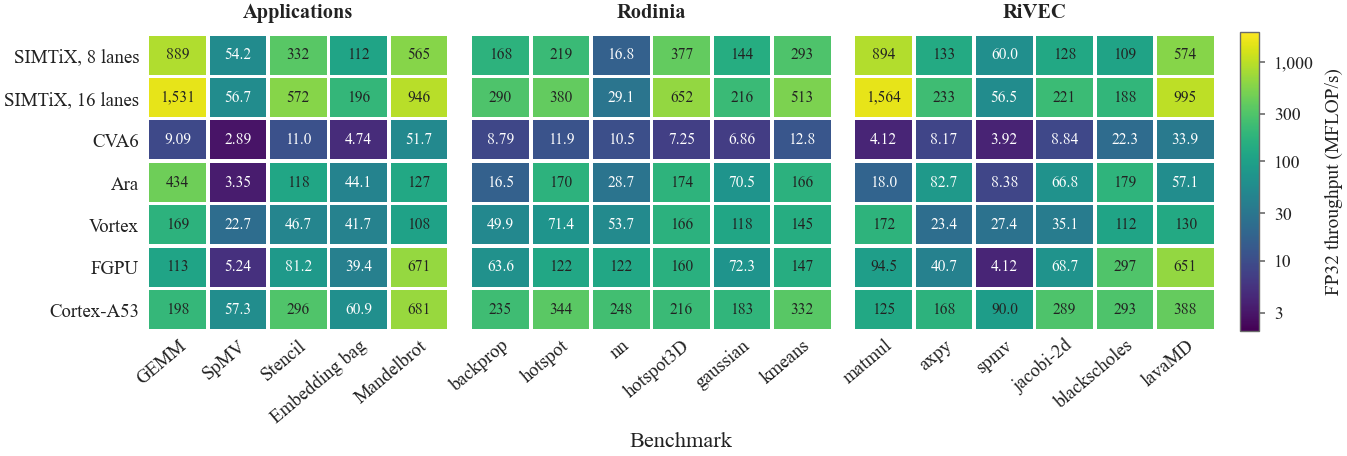 Applications Rodinia RiVEC
SIMTiX, 8 lanes 889 54.2 332 112 565 168 219 16.8 377 144 293 894 133 60.0 128 109 574
SIMTiX, 16 lanes 1,531 56.7 572 196 946 290 380 29.1 652 216 513 1,564 233 56.5 221 188 995
CVA6 9.09 2.89 11.0 4.74 51.7 8.79 11.9 10.5 7.25 6.86 12.8 4.12 8.17 3.92 8.84 22.3 33.9
Ara 434 3.35 118 44.1 127 16.5 170 28.7 174 70.5 166 18.0 82.7 8.38 66.8 179 57.1
Vortex 169 22.7 46.7 41.7 108 49.9 71.4 53.7 166 118 145 172 23.4 27.4 35.1 112 130
FGPU 113 5.24 81.2 39.4 671 63.6 122 122 160 72.3 147 94.5 40.7 4.12 68.7 297 651
Cortex-A53 198 57.3 296 60.9 681 235 344 248 216 183 332 125 168 90.0 289 293 388
GEMM SpMV Stencil Embedding bag Mandelbrot backprop hotspot nn hotspot3D gaussian kmeans matmul axpy spmv jacobi-2d blackscholes lavaMD
Benchmark
1,000
300
100
30
10
3
FP32 throughput (MFLOP/s)